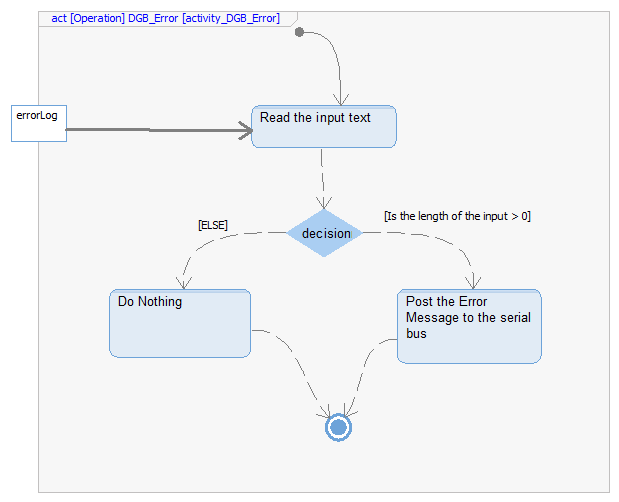 act [Operation] DGB_Error [activity_DGB_Error]
errorLog
Read the input text
[ELSE]
[Is the length of the input > 0]
decision
Do Nothing
Post the Error
Message to the serial
bus